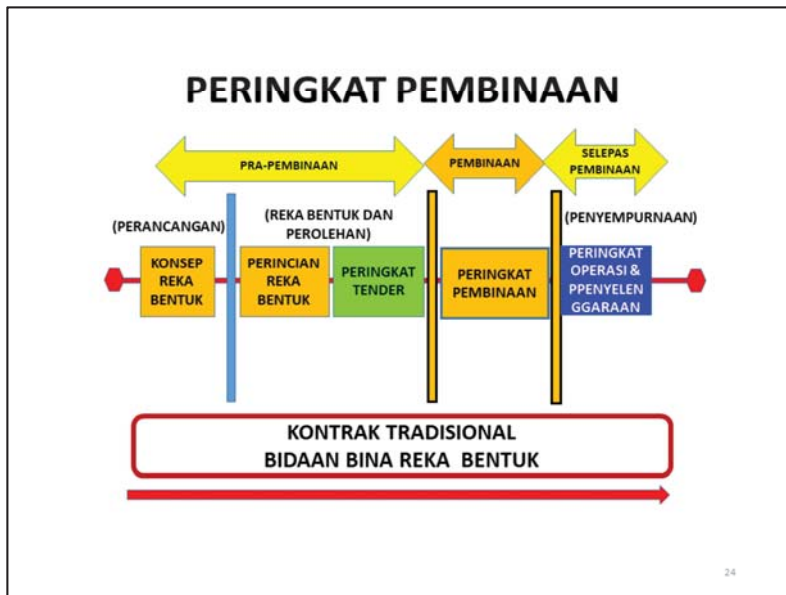 PERINGKAT PEMBINAAN
PRA-PEMBINAAN
PEMBINAAN
SELEPAS
PEMBINAAN
(PERANCANGAN)
(REKA BENTUK DAN
PEROLEHAN)
(PENYEMPURNAAN)
KONSEP
REKA
BENTUK
PERINCIAN
REKA
BENTUK
PERINGKAT
TENDER
PERINGKAT
PEMBINAAN
PERINGKAT
OPERASI &
PPENYELEN
GGARAAN
KONTRAK TRADISIONAL
BIDAAN BINA REKA BENTUK
24